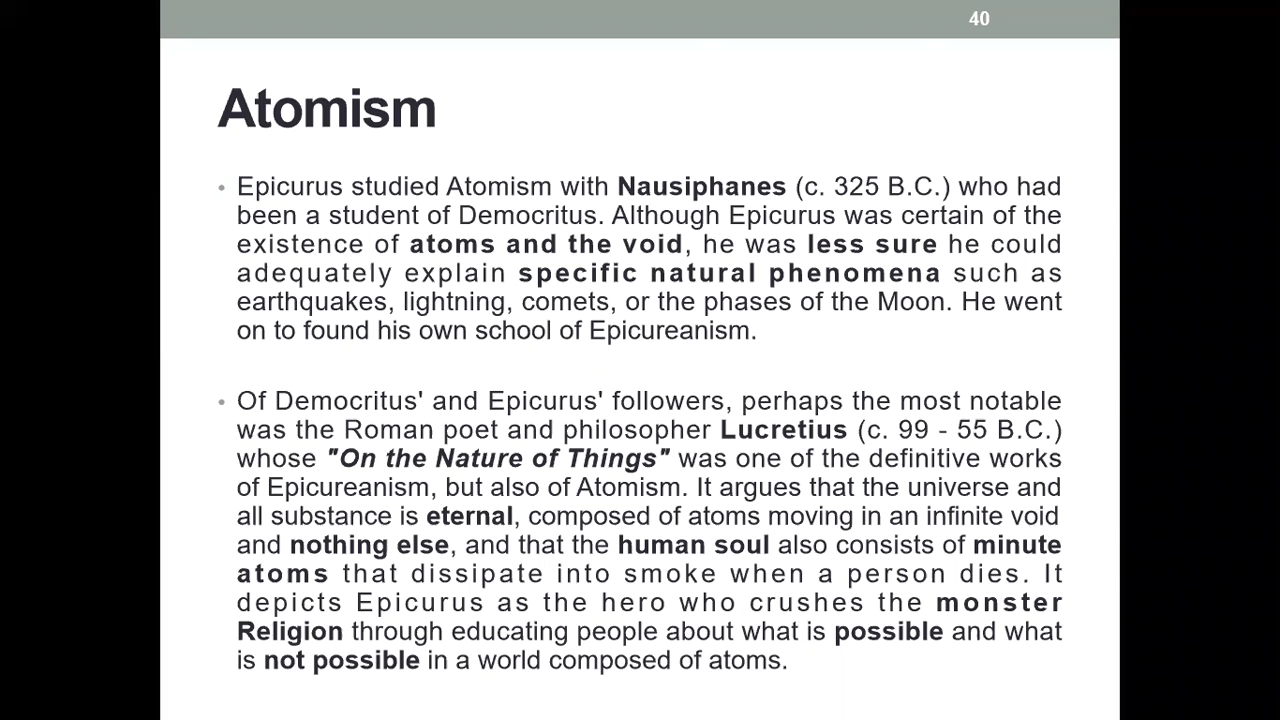 40
Atomism
• Epicurus studied Atomism with Nausiphanes (c. 325 B.C.) who had
been a student of Democritus. Although Epicurus was certain of the
existence of atoms and the void, he was less sure he could
adequately explain specific natural phenomena such as
earthquakes, lightning, comets, or the phases of the Moon. He went
on to found his own school of Epicureanism.
• Of Democritus' and Epicurus' followers, perhaps the most notable
was the Roman poet and philosopher Lucretius (c. 99 - 55 B.C.)
whose "On the Nature of Things" was one of the definitive works
of Epicureanism, but also of Atomism. It argues that the universe and
all substance is eternal, composed of atoms moving in an infinite void
and nothing else, and that the human soul also consists of minute
atoms that dissipate into smoke when a person dies. It
depicts Epicurus as the hero who crushes the monster
Religion through educating people about what is possible and what
is not possible in a world composed of atoms.